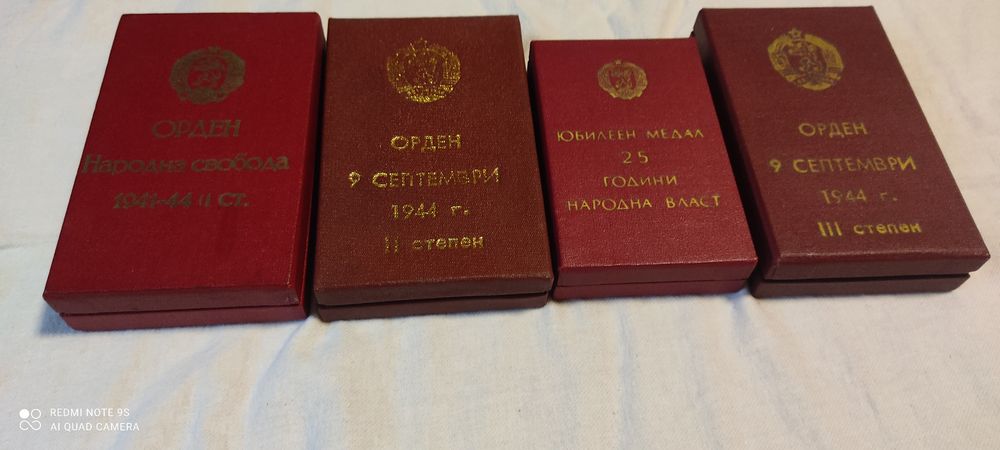 ОРДЕН
Народна свобода
1941-44 II ст.
ОРДЕН
9 СЕПТЕМВРИ
1944 г.
II степен
ЮБИЛЕЕН МЕДАЛ
25
ГОДИНИ
НАРОДНА ВЛАСТ
ОРДЕН
9 СЕПТЕМВРИ
1944 г.
III степен
REDMI NOTE 9S
AI QUAD CAMERA